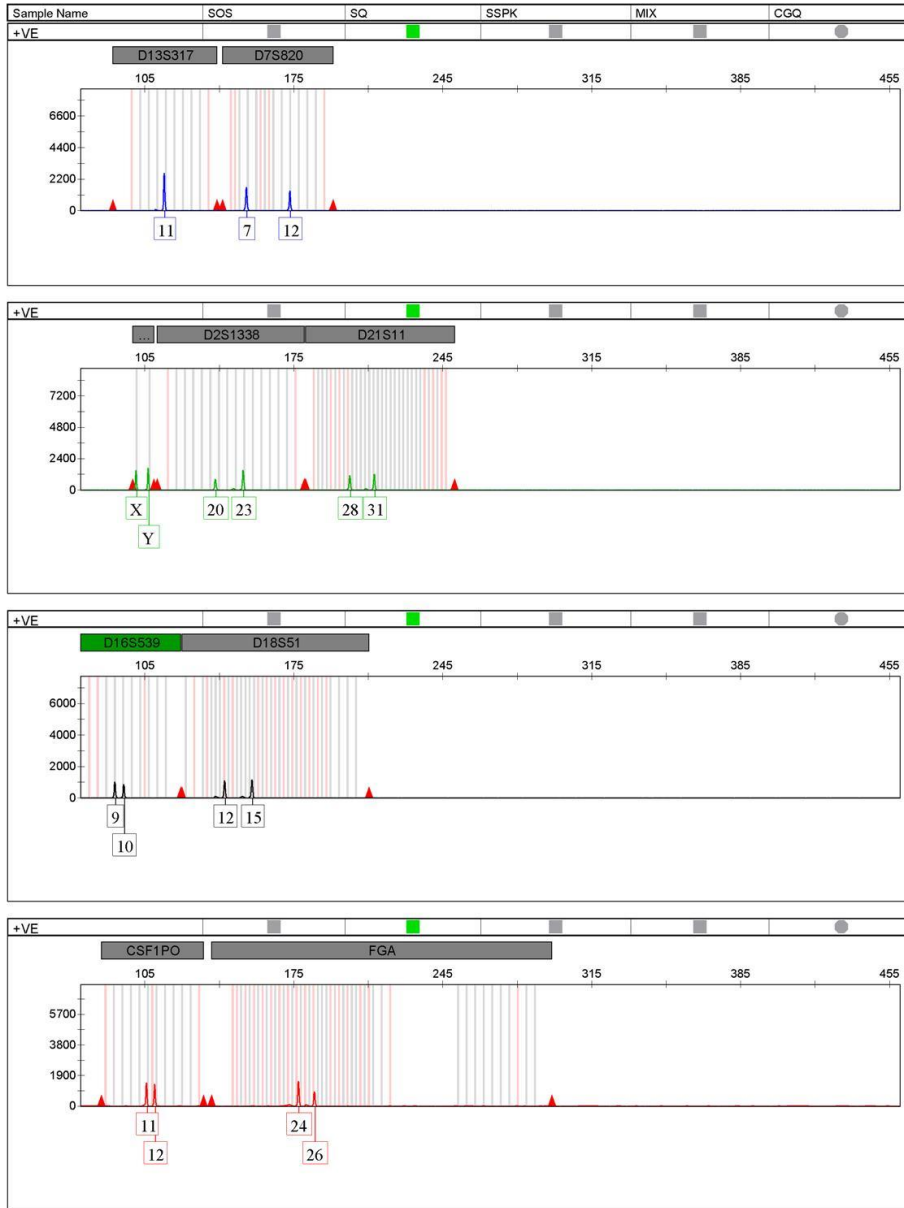 Sample Name SOS SQ SSPK MIX CGQ
+VE
D13S317 D7S820
105 175 245 315 385 455
6600
4400
2200
0
11 7 12
+VE
... D2S1338 D21S11
105 175 245 315 385 455
7200
4800
2400
0
X 20 23 28 31
Y
+VE
D16S539 D18S51
105 175 245 315 385 455
6000
4000
2000
0
9 12 15
10
+VE
CSF1PO FGA
105 175 245 315 385 455
5700
3800
1900
0
11 24
12 26